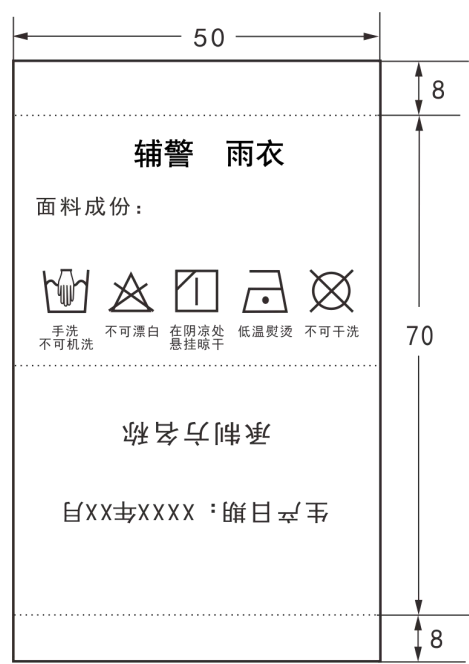 50
8
辅警 雨衣
面料成份：
手洗
不可机洗
不可漂白
在阴凉处
悬挂晾干
低温熨烫
不可干洗
70
承制方名称
生产日期：XXXX年XX月
8